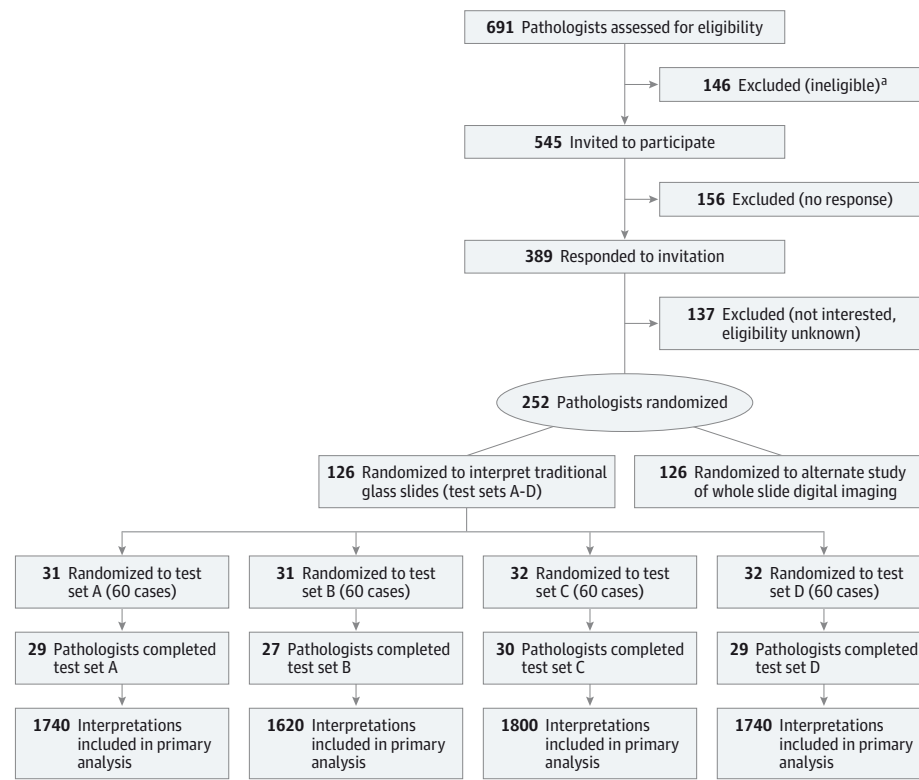 691 Pathologists assessed for eligibility
146 Excluded (ineligible)a
545 Invited to participate
156 Excluded (no response)
389 Responded to invitation
137 Excluded (not interested,
eligibility unknown)
252 Pathologists randomized
126 Randomized to interpret traditional
glass slides (test sets A-D)
126 Randomized to alternate study
of whole slide digital imaging
31 Randomized to test
set A (60 cases)
31 Randomized to test
set B (60 cases)
32 Randomized to test
set C (60 cases)
32 Randomized to test
set D (60 cases)
29 Pathologists completed
test set A
27 Pathologists completed
test set B
30 Pathologists completed
test set C
29 Pathologists completed
test set D
1740 Interpretations
included in primary
analysis
1620 Interpretations
included in primary
analysis
1800 Interpretations
included in primary
analysis
1740 Interpretations
included in primary
analysis